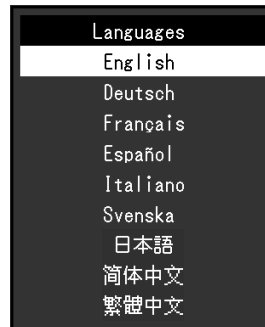 Languages
English
Deutsch
Français
Español
Italiano
Svenska
日本語
简体中文
繁體中文